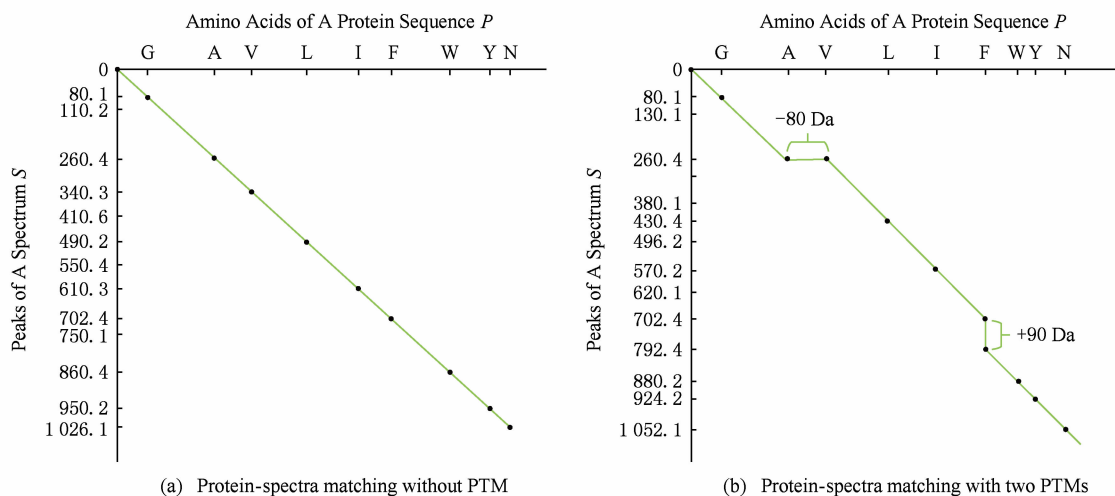 Amino Acids of A Protein Sequence P
G A V L I F W Y N
0
80. 1
110. 2
260. 4
340. 3
410. 6
490. 2
550. 4
610. 3
702. 4
750. 1
860. 4
950. 2
1 026. 1
Peaks of A Spectrum S
(a) Protein-spectra matching without PTM
Amino Acids of A Protein Sequence P
G A V L I F W Y N
0
80. 1
130. 1
−80 Da
260. 4
380. 1
430. 4
496. 2
570. 2
620. 1
702. 4
+90 Da
792. 4
880. 2
924. 2
1 052. 1
Peaks of A Spectrum S
(b) Protein-spectra matching with two PTMs